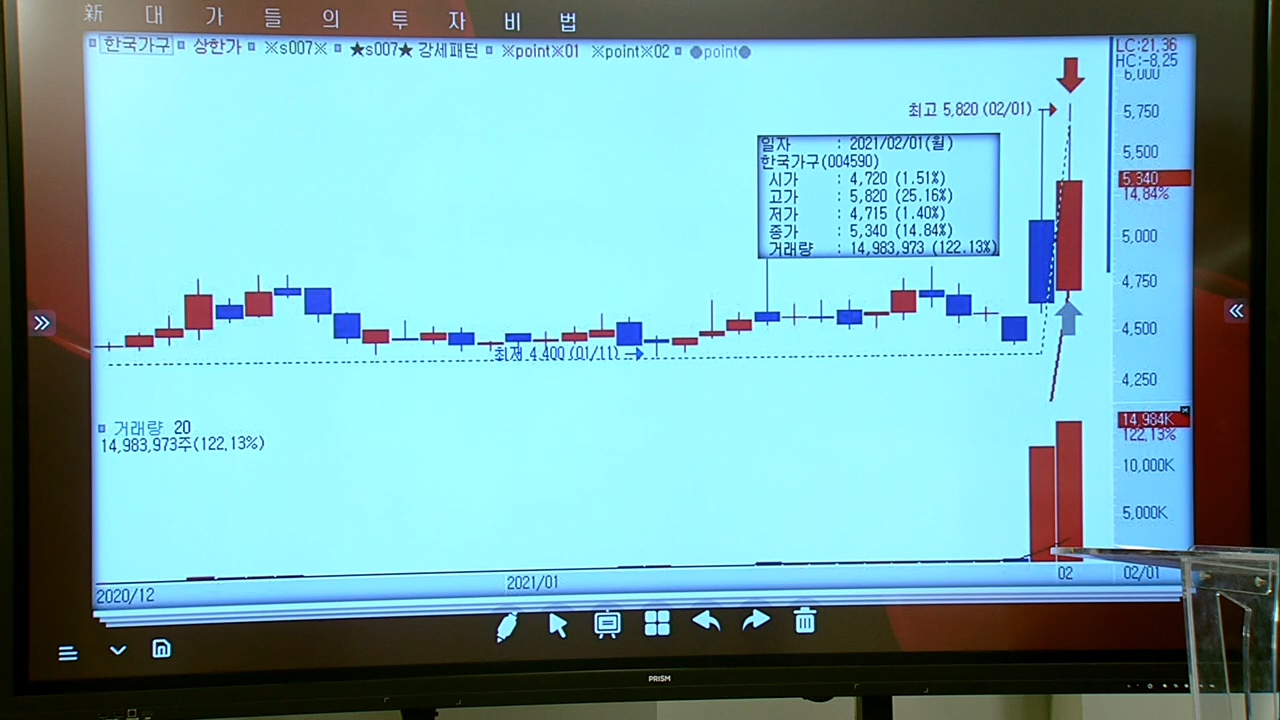 新 대 가 들 의 투 자 비 법
한국가구 상한가 ※s007※ ★s007★ 강세패턴 ※point※01 ※point※02 ●point●
LC:21.36
HC:-8.25
6,000
최고 5,820 (02/01)
5,750
일자 : 2021/02/01(월)
한국가구(004590)
시가 : 4,720 (1.51%)
고가 : 5,820 (25.16%)
저가 : 4,715 (1.40%)
종가 : 5,340 (14.84%)
거래량 : 14,983,973 (122.13%)
5,500
5,340
14.84%
5,000
4,750
4,500
최저 4,400 (01/11)
4,250
거래량 20
14,983,973주(122,13%)
14,984K
122,13%
10,000K
5,000K
2020/12
2021/01
02
02/01
PRISM